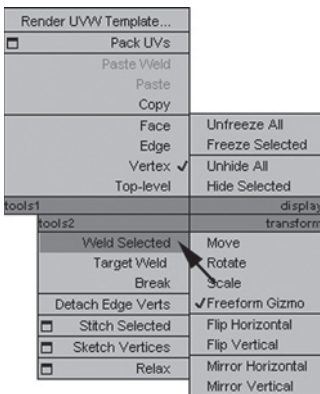 Render UVW Template...
Pack UVs
Paste Weld
Paste
Copy
Face
Edge
Vertex ✓
Top-level
Unfreeze All
Freeze Selected
Unhide All
Hide Selected
tools1
display
tools2
transform
Weld Selected
Target Weld
Break
Detach Edge Verts
Stitch Selected
Sketch Vertices
Relax
Move
Rotate
Scale
✓Freeform Gizmo
Flip Horizontal
Flip Vertical
Mirror Horizontal
Mirror Vertical